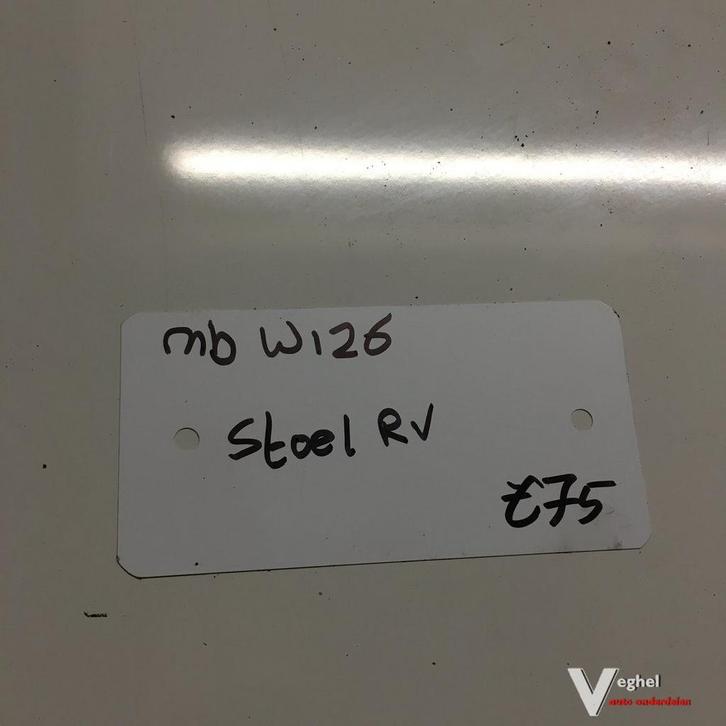 mb W126
Stoel RV
€75
Veghel
auto onderdelen